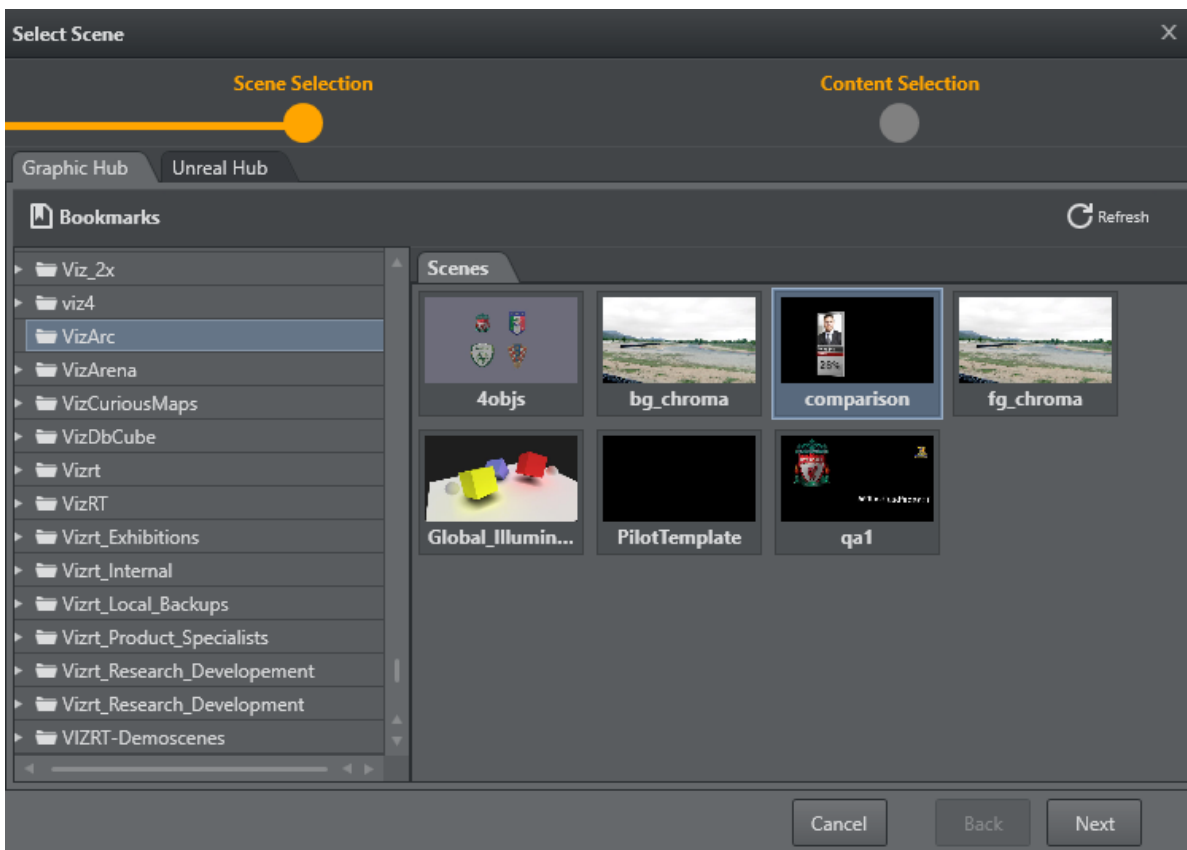 Select Scene
Scene Selection
Content Selection
Graphic Hub
Unreal Hub
Bookmarks
Refresh
Viz_2x
viz4
VizArc
VizArena
VizCuriousMaps
VizDbCube
Vizrt
VizRT
Vizrt_Exhibitions
Vizrt_Internal
Vizrt_Local_Backups
Vizrt_Product_Specialists
Vizrt_Research_Developement
Vizrt_Research_Development
VIZRT-Demoscenes
Scenes
4objs
bg_chroma
28%
comparison
fg_chroma
Global_Illumin...
PilotTemplate
qa1
Cancel
Back
Next